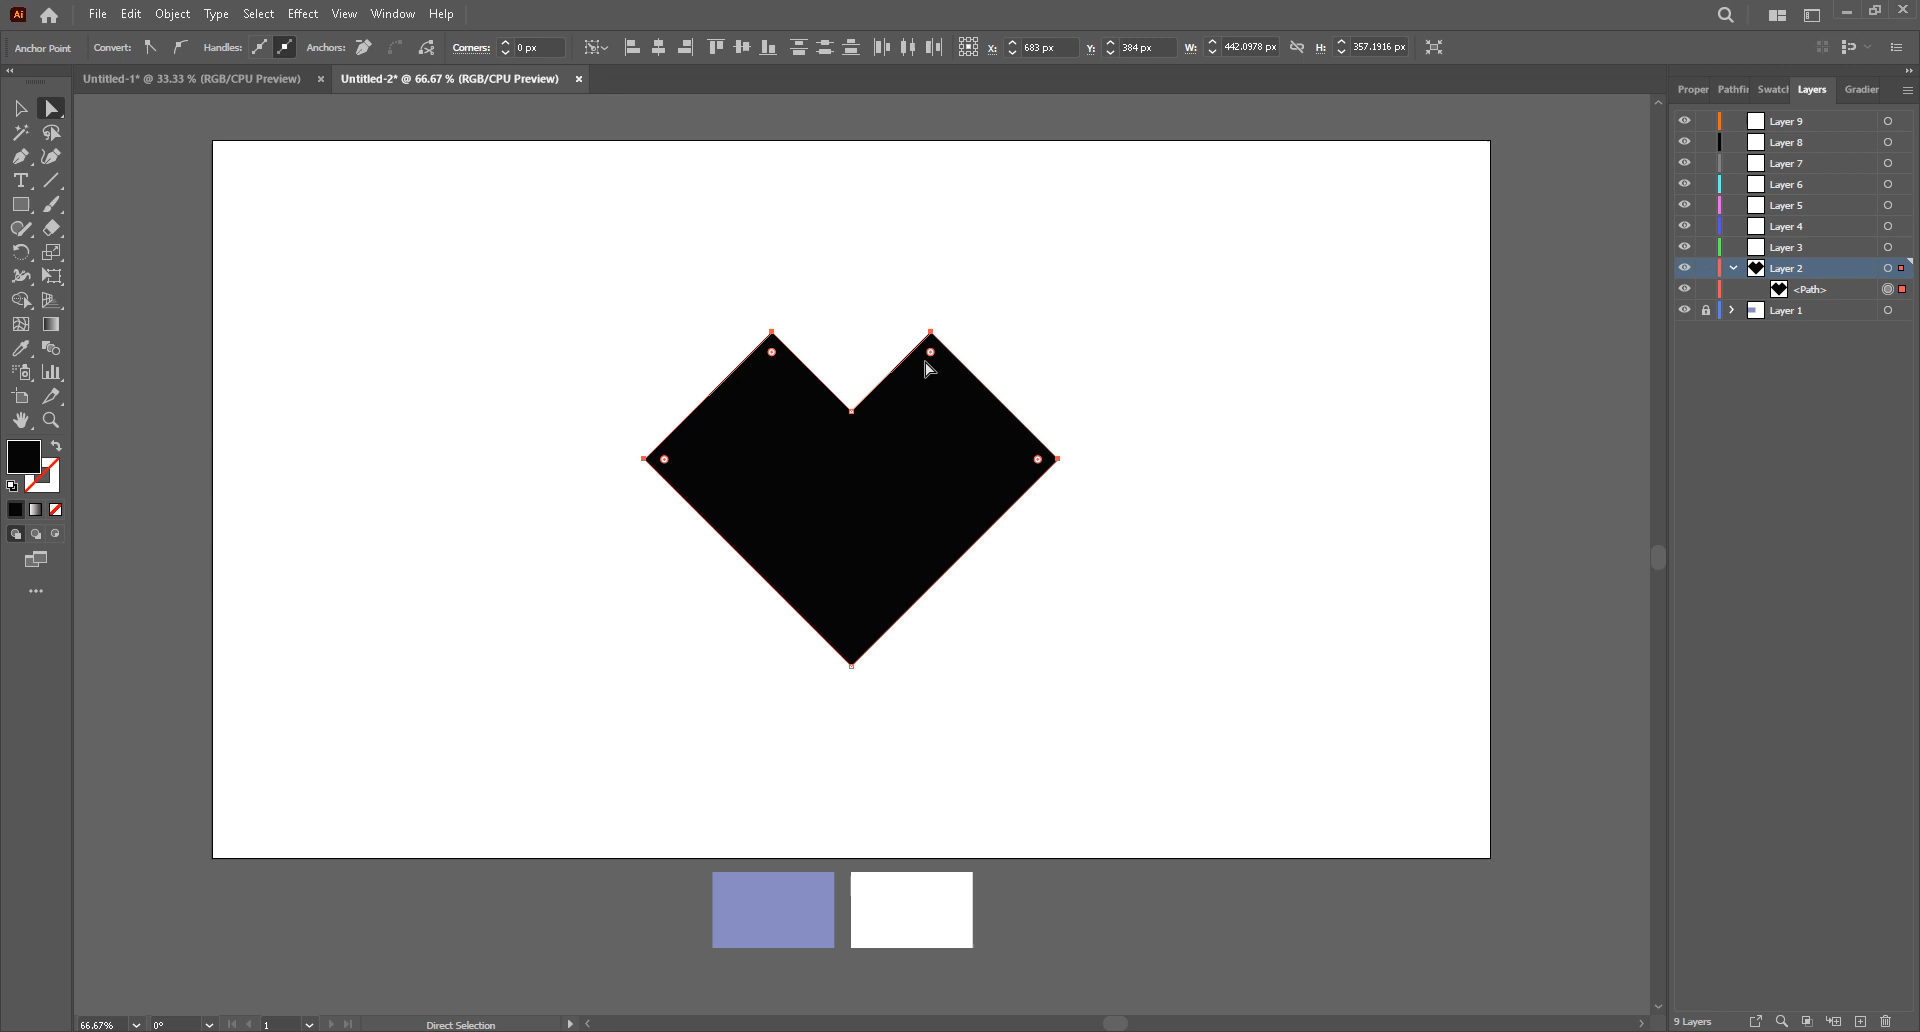 Ai File Edit Object Type Select Effect View Window Help
Anchor Point Convert: Handles: Anchors: Corners: 0 px X: 683 px Y: 384 px W: 442.0978 px H: 357.1916 px
Untitled-1* @ 33.33 % (RGB/CPU Preview) × Untitled-2* @ 66.67 % (RGB/CPU Preview) ×
Proper Pathfi Swatch Layers Gradier
Layer 9
Layer 8
Layer 7
Layer 6
Layer 5
Layer 4
Layer 3
Layer 2
<Path>
Layer 1
66.67% 0° 1 Direct Selection 9 Layers